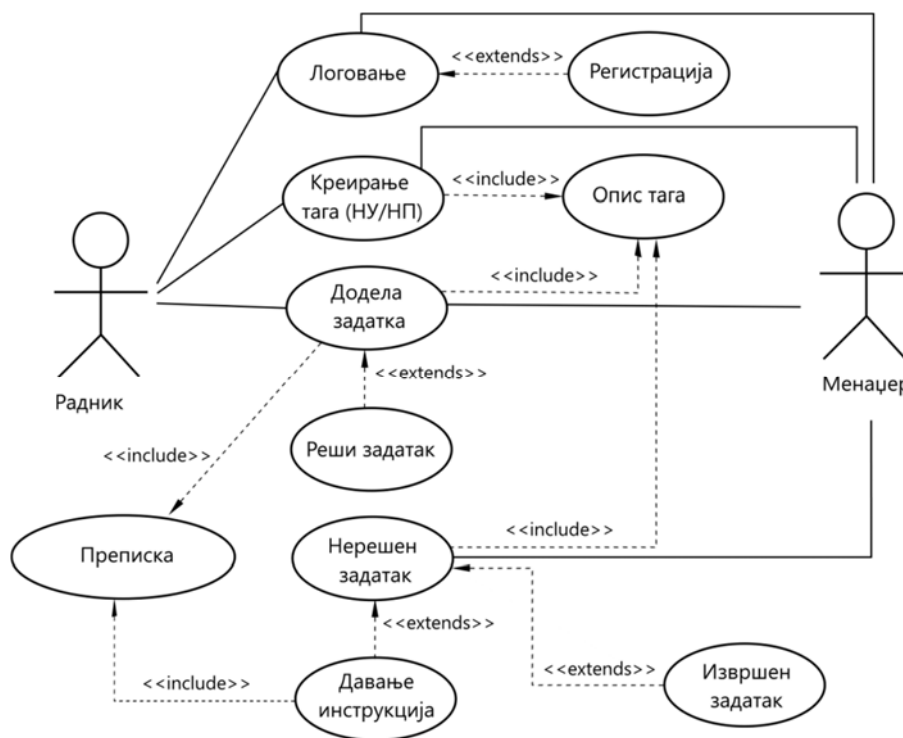 Логовање
<<extends>>
Регистрација
Креирање
тага (НУ/НП)
<<include>>
Опис тага
<<include>>
Додела
задатка
Радник
Менаџер
<<extends>>
Реши задатак
<<include>>
Преписка
Нерешен
задатак
<<include>>
<<extends>>
Давање
инструкција
<<include>>
<<extends>>
Извршен
задатак